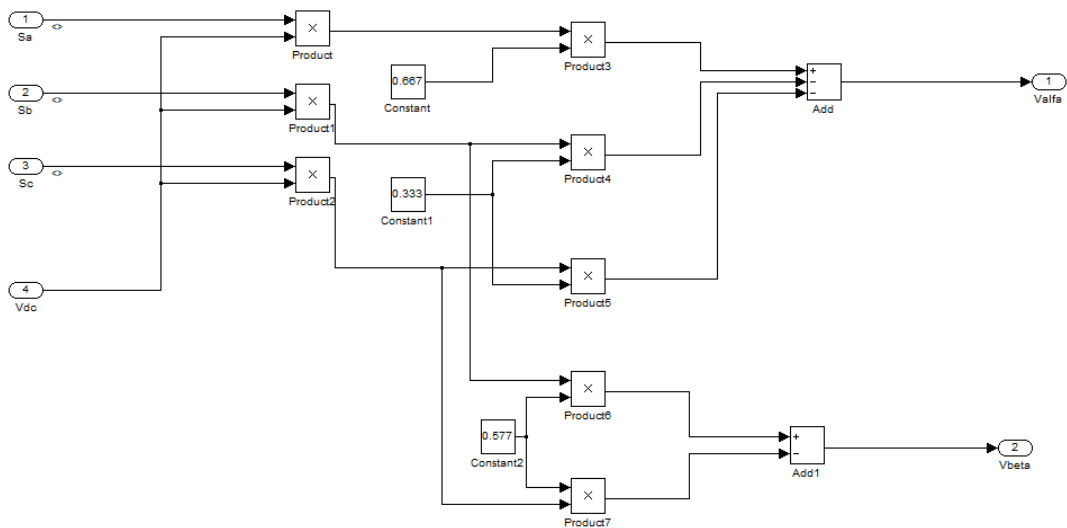 1
Sa
<>
×
Product
×
Product3
0.667
Constant
+
−
−
Add
1
Valfa
2
Sb
<>
×
Product1
×
Product4
3
Sc
<>
×
Product2
0.333
Constant1
×
Product5
4
Vdc
×
Product6
0.577
Constant2
+
−
Add1
2
Vbeta
×
Product7